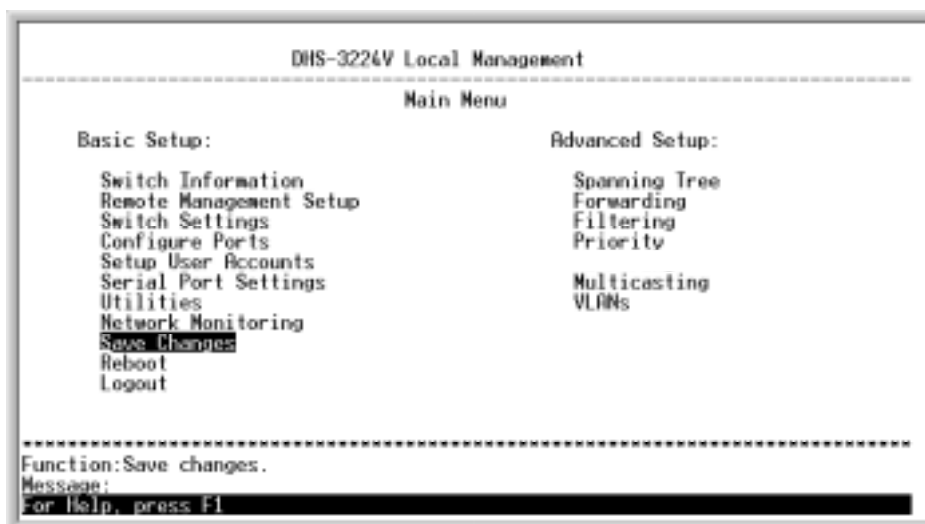 DHS-3224V Local Management
Main Menu
Basic Setup:
Switch Information
Remote Management Setup
Switch Settings
Configure Ports
Setup User Accounts
Serial Port Settings
Utilities
Network Monitoring
Save Changes
Reboot
Logout
Advanced Setup:
Spanning Tree
Forwarding
Filtering
Priority
Multicasting
VLANs
Function:Save changes.
Message:
For Help, press F1